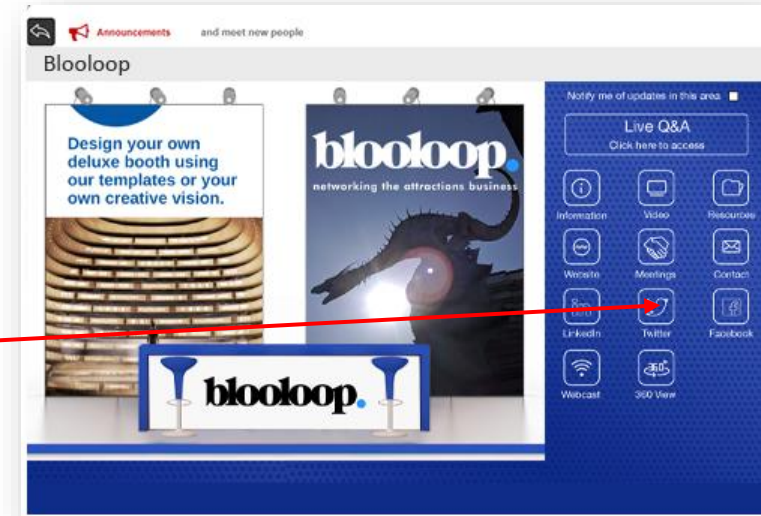 Announcements
and meet new people
Blooloop
Design your own
deluxe booth using
our templates or your
own creative vision.
blooloop.
networking the attractions business
blooloop.
Notify me of updates in this area
Live Q&A
Click here to access
Information
Video
Resources
Website
Meetings
Contact
LinkedIn
Twitter
Facebook
Webcast
360 View